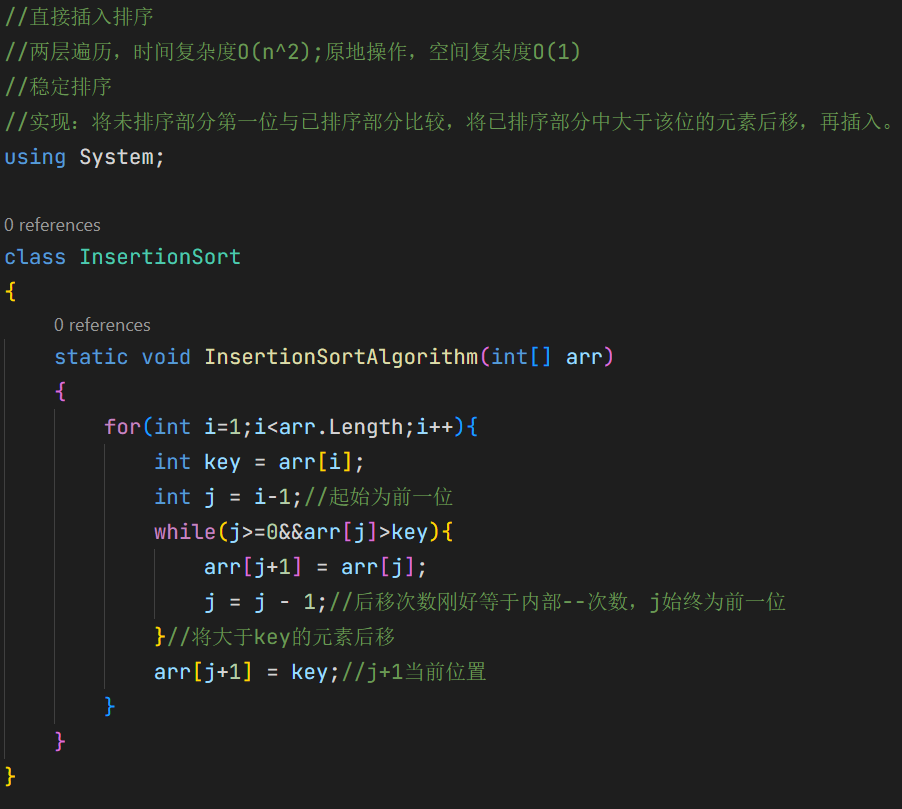 //直接插入排序
//两层遍历，时间复杂度O(n^2);原地操作，空间复杂度O(1)
//稳定排序
//实现：将未排序部分第一位与已排序部分比较，将已排序部分中大于该位的元素后移，再插入。
using System;
0 references
class InsertionSort
{
0 references
static void InsertionSortAlgorithm(int[] arr)
{
for(int i=1;i<arr.Length;i++){
int key = arr[i];
int j = i-1;//起始为前一位
while(j>=0&&arr[j]>key){
arr[j+1] = arr[j];
j = j - 1;//后移次数刚好等于内部--次数，j始终为前一位
}//将大于key的元素后移
arr[j+1] = key;//j+1当前位置
}
}
}